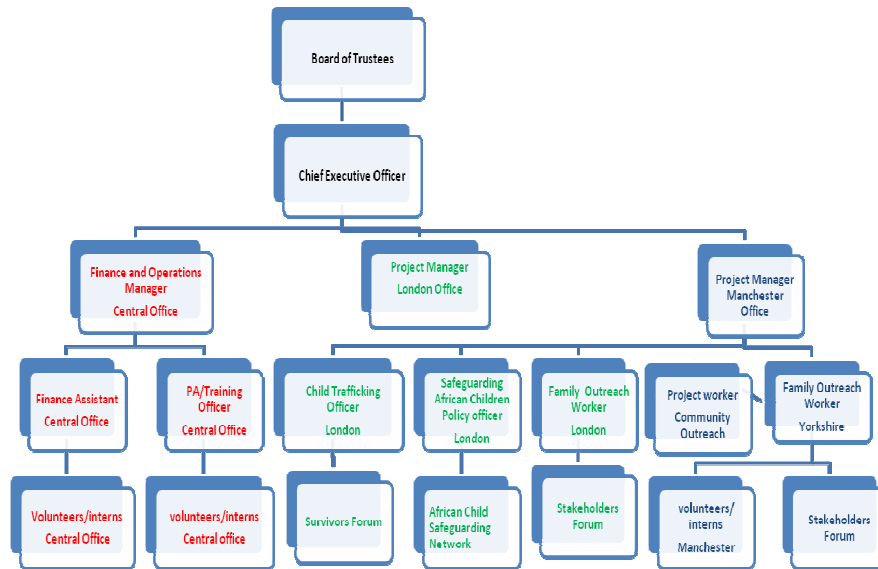 Board of Trustees
Chief Executive Officer
Finance and Operations
Manager
Central Office
Project Manager
London Office
Project Manager
Manchester
Office
Finance Assistant
Central Office
PA/Training
Officer
Central Office
Child Trafficking
Officer
London
Safeguarding
African Children
Policy officer
London
Family Outreach
Worker
London
Project worker
Community
Outreach
Family Outreach
Worker
Yorkshire
Volunteers/interns
Central Office
volunteers/interns
Central office
Survivors Forum
African Child
Safeguarding
Network
Stakeholders
Forum
volunteers/
interns
Manchester
Stakeholders
Forum